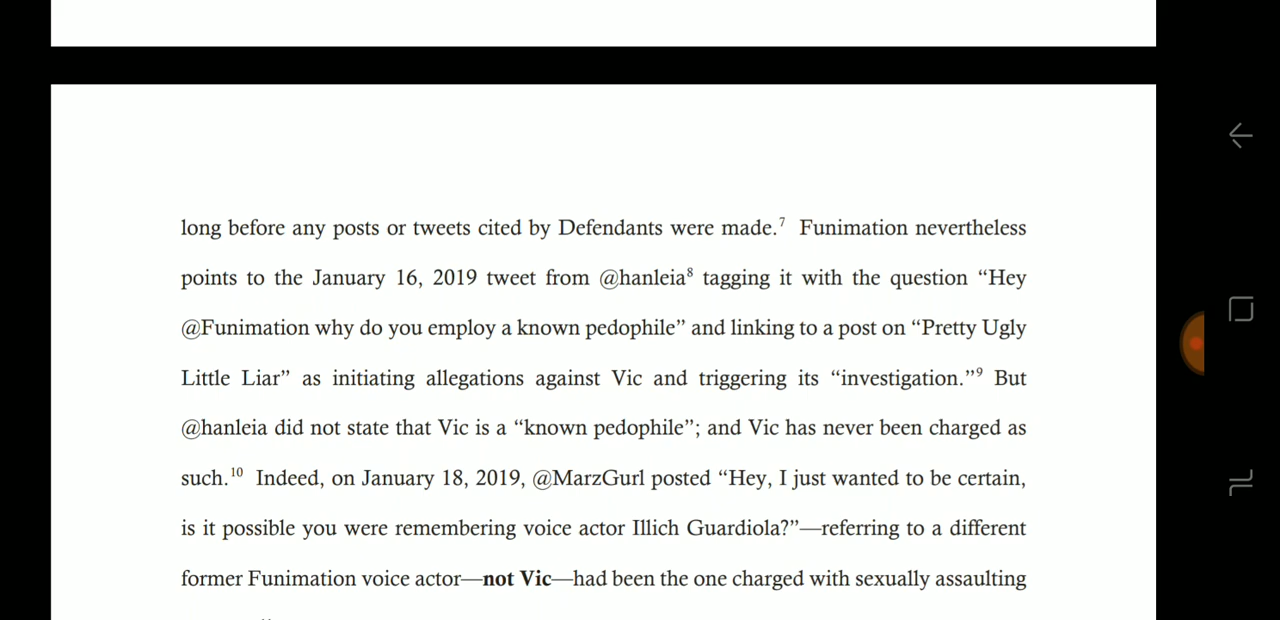 long before any posts or tweets cited by Defendants were made.⁷ Funimation nevertheless
points to the January 16, 2019 tweet from @hanleia⁸ tagging it with the question “Hey
@Funimation why do you employ a known pedophile” and linking to a post on “Pretty Ugly
Little Liar” as initiating allegations against Vic and triggering its “investigation.”⁹ But
@hanleia did not state that Vic is a “known pedophile”; and Vic has never been charged as
such.¹⁰ Indeed, on January 18, 2019, @MarzGurl posted “Hey, I just wanted to be certain,
is it possible you were remembering voice actor Illich Guardiola?”—referring to a different
former Funimation voice actor—not Vic—had been the one charged with sexually assaulting